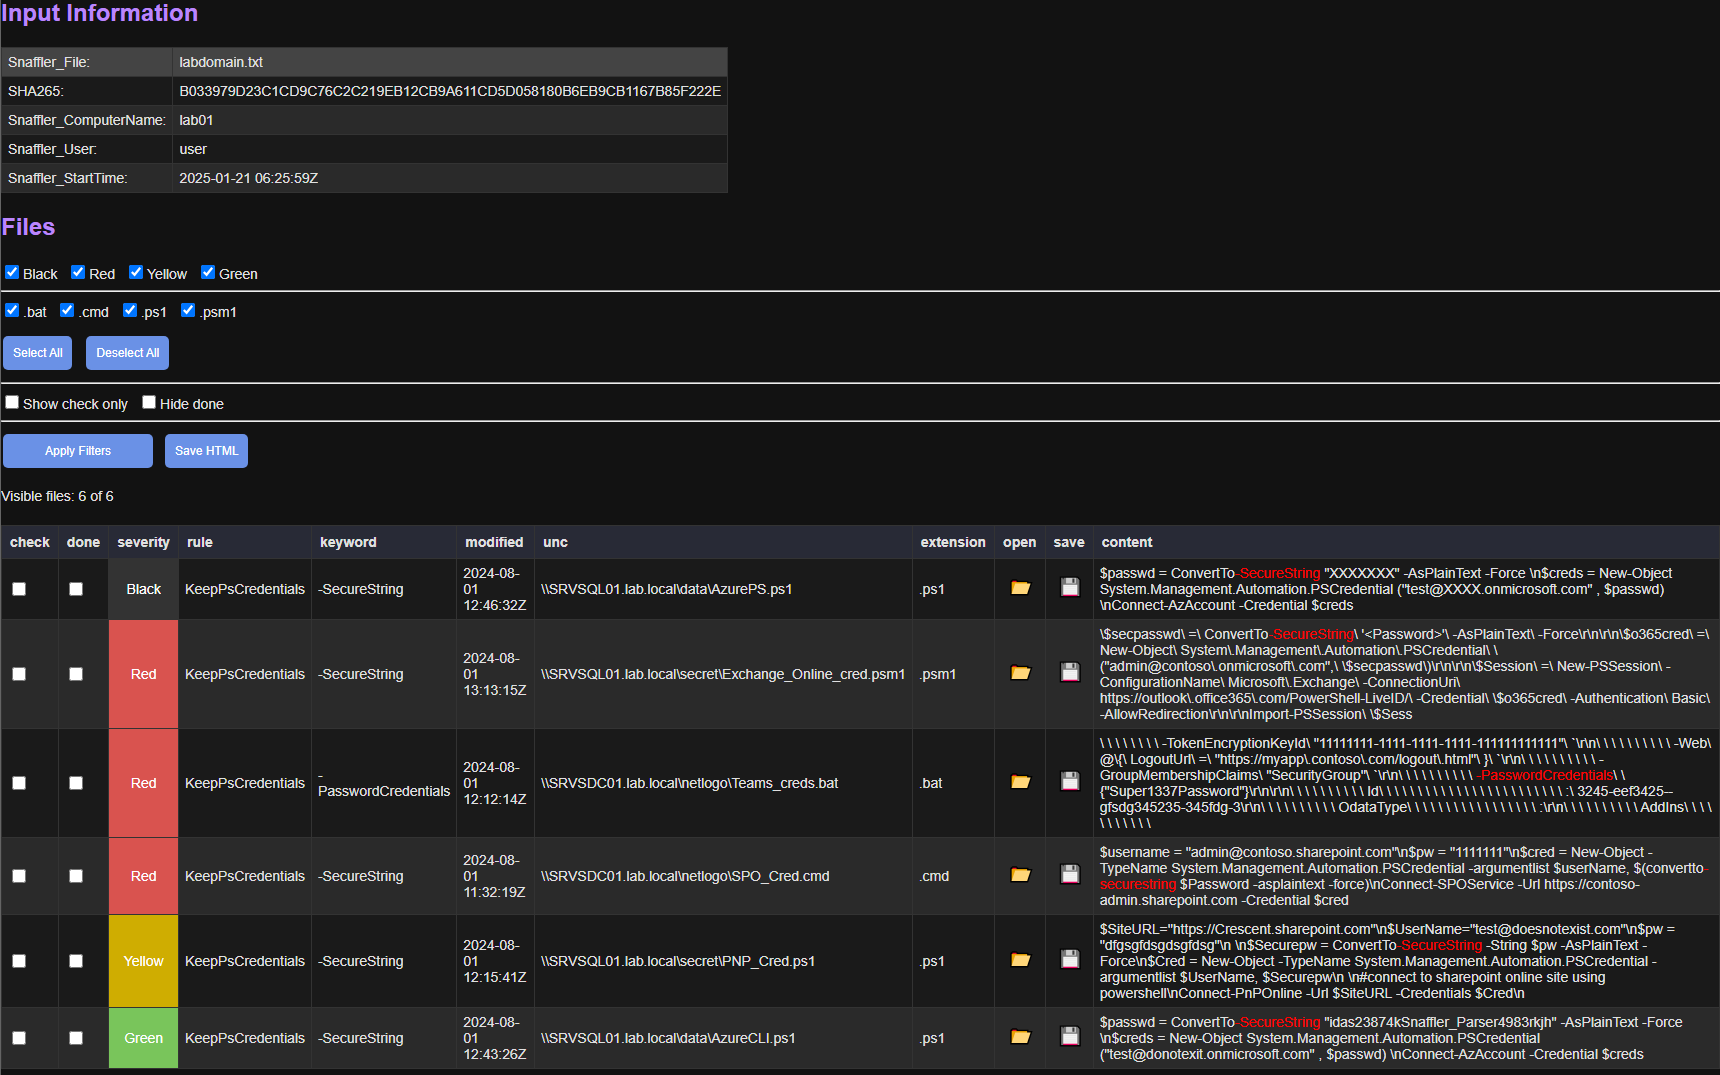 Input Information
Snaffler_File: labdomain.txt
SHA265: B033979D23C1CD9C76C2C219EB12CB9A611CD5D058180B6EB9CB1167B85F222E
Snaffler_ComputerName: lab01
Snaffler_User: user
Snaffler_StartTime: 2025-01-21 06:25:59Z
Files
Black Red Yellow Green
.bat .cmd .ps1 .psm1
Select All Deselect All
Show check only Hide done
Apply Filters Save HTML
Visible files: 6 of 6
check done severity rule keyword modified unc extension open save content
Black KeepPsCredentials -SecureString
2024-08-
01
12:46:32Z
\\SRVSQL01.lab.local\data\AzurePS.ps1 .ps1
$passwd = ConvertTo-SecureString "XXXXXXX" -AsPlainText -Force \n$creds = New-Object
System.Management.Automation.PSCredential ("test@XXXX.onmicrosoft.com" , $passwd)
\nConnect-AzAccount -Credential $creds
Red KeepPsCredentials -SecureString
2024-08-
01
13:13:15Z
\\SRVSQL01.lab.local\secret\Exchange_Online_cred.psm1 .psm1
\$secpasswd\ =\ ConvertTo-SecureString\ '<Password>'\ -AsPlainText\ -Force\r\n\r\n\$o365cred\ =\
New-Object\ System\.Management\.Automation\.PSCredential\ \
("admin@contoso\.onmicrosoft\.com",\ \$secpasswd\)\r\n\r\n\$Session\ =\ New-PSSession\ -
ConfigurationName\ Microsoft\.Exchange\ -ConnectionUri\
https://outlook\.office365\.com/PowerShell-LiveID/\ -Credential\ \$o365cred\ -Authentication\ Basic\
-AllowRedirection\r\n\r\nImport-PSSession\ \$Sess
Red KeepPsCredentials
-
PasswordCredentials
2024-08-
01
12:12:14Z
\\SRVSDC01.lab.local\netlogo\Teams_creds.bat .bat
\ \ \ \ \ \ \ \ -TokenEncryptionKeyId\ "11111111-1111-1111-1111-111111111111"\ `\r\n\ \ \ \ \ \ \ \ \ \ -Web\
@\{\ LogoutUrl\ =\ "https://myapp\.contoso\.com/logout\.html"\ }\ `\r\n\ \ \ \ \ \ \ \ \ \ -
GroupMembershipClaims\ "SecurityGroup"\ `\r\n\ \ \ \ \ \ \ \ \ \ -PasswordCredentials\ \
{"Super1337Password"}\r\n\r\n\ \ \ \ \ \ \ \ \ \ Id\ \ \ \ \ \ \ \ \ \ \ \ \ \ \ \ \ \ \ \ \ \ \ \ :\ 3245-eef3425--
gfsdg345235-345fdg-3\r\n\ \ \ \ \ \ \ \ \ \ OdataType\ \ \ \ \ \ \ \ \ \ \ \ \ \ \ \ \ :\r\n\ \ \ \ \ \ \ \ \ \ AddIns\ \ \ \
\ \ \ \ \ \ \ \
Red KeepPsCredentials -SecureString
2024-08-
01
11:32:19Z
\\SRVSDC01.lab.local\netlogo\SPO_Cred.cmd .cmd
$username = "admin@contoso.sharepoint.com"\n$pw = "1111111"\n$cred = New-Object -
TypeName System.Management.Automation.PSCredential -argumentlist $userName, $(convertto-
securestring $Password -asplaintext -force)\nConnect-SPOService -Url https://contoso-
admin.sharepoint.com -Credential $cred
Yellow KeepPsCredentials -SecureString
2024-08-
01
12:15:41Z
\\SRVSQL01.lab.local\secret\PNP_Cred.ps1 .ps1
$SiteURL="https://Crescent.sharepoint.com"\n$UserName="test@doesnotexist.com"\n$pw =
"dfgsgfdsgdsgfdsg"\n \n$Securepw = ConvertTo-SecureString -String $pw -AsPlainText -
Force\n$Cred = New-Object -TypeName System.Management.Automation.PSCredential -
argumentlist $UserName, $Securepw\n \n#connect to sharepoint online site using
powershell\nConnect-PnPOnline -Url $SiteURL -Credentials $Cred\n
Green KeepPsCredentials -SecureString
2024-08-
01
12:43:26Z
\\SRVSQL01.lab.local\data\AzureCLI.ps1 .ps1
$passwd = ConvertTo-SecureString "idas23874kSnaffler_Parser4983rkjh" -AsPlainText -Force
\n$creds = New-Object System.Management.Automation.PSCredential
("test@donotexit.onmicrosoft.com" , $passwd) \nConnect-AzAccount -Credential $creds